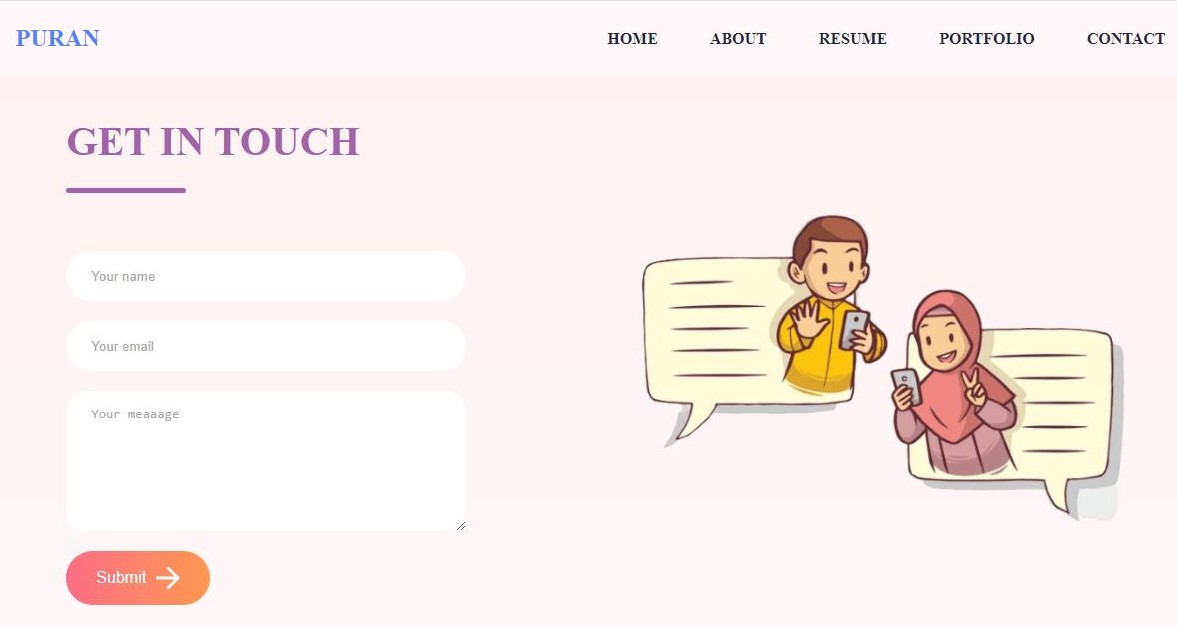 PURAN
HOME ABOUT RESUME PORTFOLIO CONTACT
GET IN TOUCH
Your name
Your email
Your meaaage
Submit